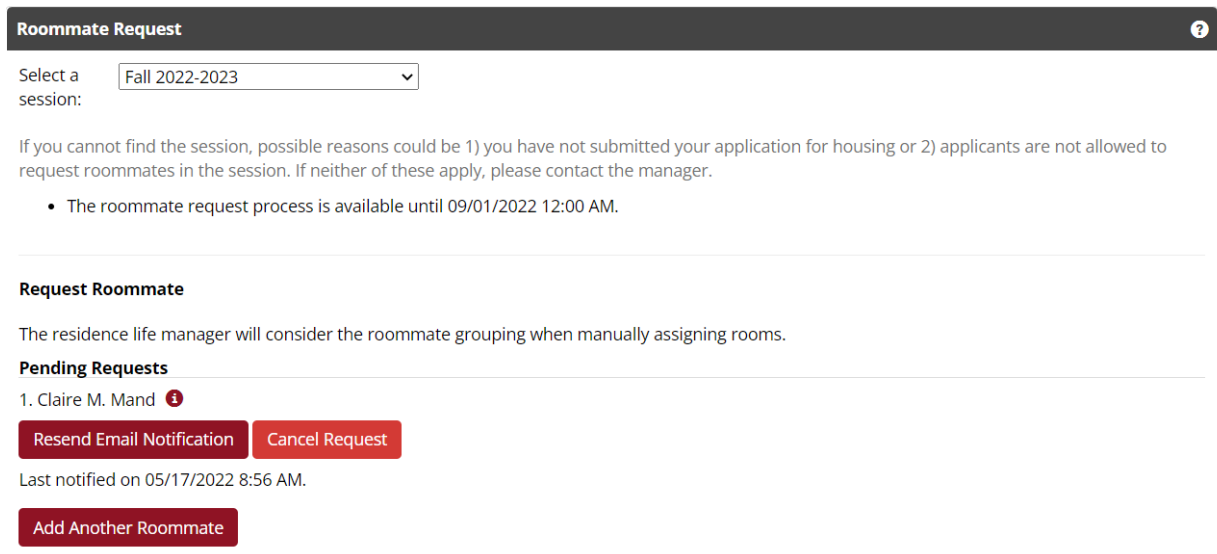 Roommate Request
Select a
session:
Fall 2022-2023
If you cannot find the session, possible reasons could be 1) you have not submitted your application for housing or 2) applicants are not allowed to
request roommates in the session. If neither of these apply, please contact the manager.
• The roommate request process is available until 09/01/2022 12:00 AM.
Request Roommate
The residence life manager will consider the roommate grouping when manually assigning rooms.
Pending Requests
1. Claire M. Mand
Resend Email Notification Cancel Request
Last notified on 05/17/2022 8:56 AM.
Add Another Roommate